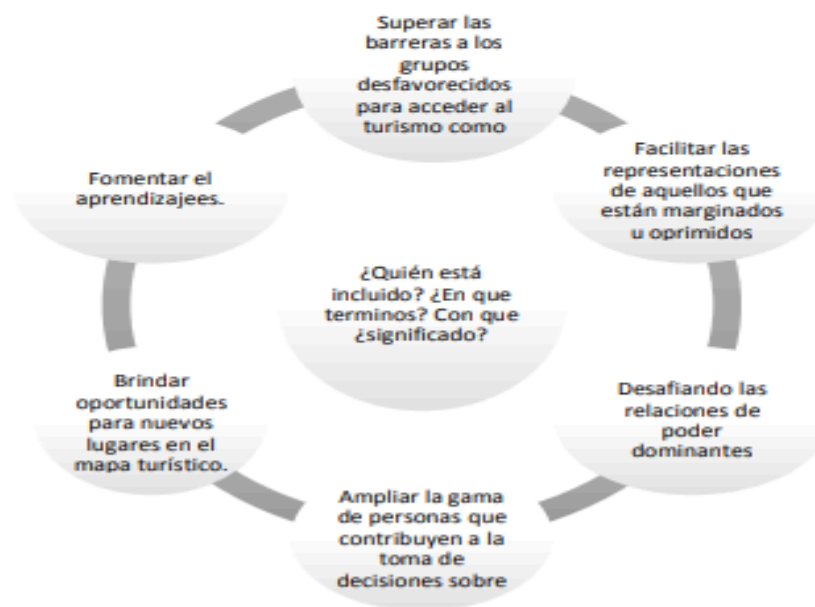 Superar las
barreras a los
grupos
desfavorecidos
para acceder al
turismo como
Facilitar las
representaciones
de aquellos que
están marginados
u oprimidos
Desafiando las
relaciones de
poder
dominantes
Ampliar la gama
de personas que
contribuyen a la
toma de
decisiones sobre
Brindar
oportunidades
para nuevos
lugares en el
mapa turístico.
Fomentar el
aprendizajees.
¿Quién está
incluido? ¿En que
terminos? Con que
¿significado?